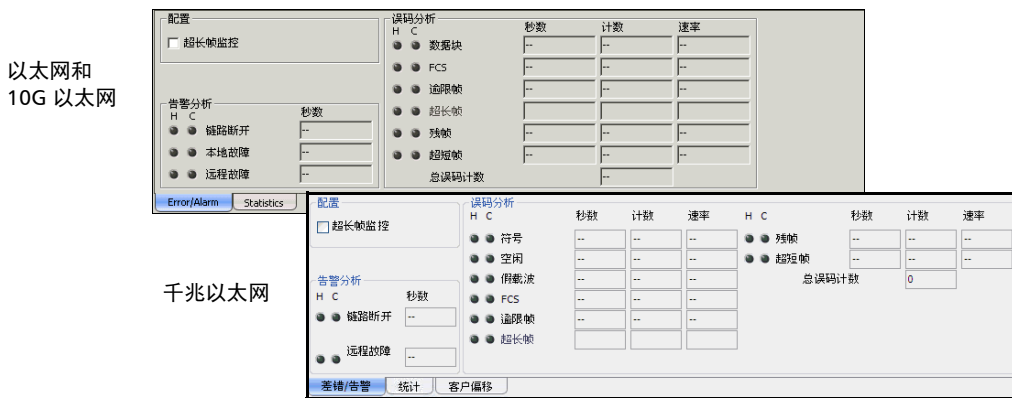 以太网和
10G 以太网
配置
超长帧监控
告警分析
H C
秒数
链路断开 --
本地故障 --
远程故障 --
误码分析
H C 秒数 计数 速率
数据块 -- -- --
FCS -- -- --
逾限帧 -- -- --
超长帧
残帧 -- -- --
超短帧 -- -- --
总误码计数 --
Error/Alarm Statistics
千兆以太网
配置
超长帧监控
告警分析
H C 秒数
链路断开 --
远程故障 --
误码分析
H C 秒数 计数 速率
符号 -- -- --
空闲 -- -- --
假载波 -- -- --
FCS -- -- --
逾限帧 -- -- --
超长帧
H C 秒数 计数 速率
残帧 -- -- --
超短帧 -- -- --
总误码计数 0
差错/告警 统计 客户偏移